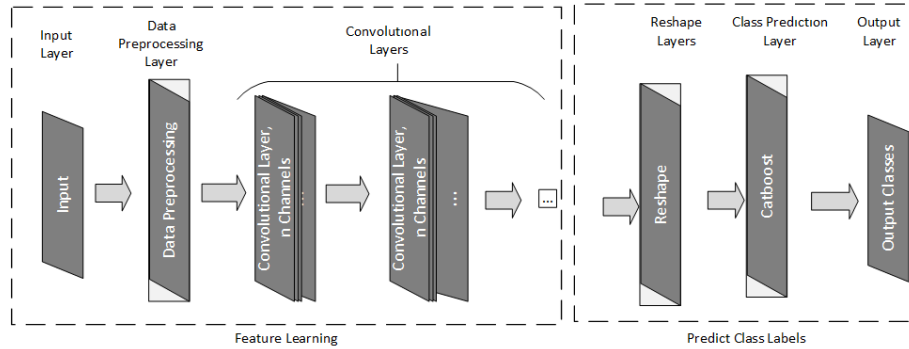 Input
Layer
Data
Preprocessing
Layer
Convolutional
Layers
Reshape
Layers
Class Prediction
Layer
Output
Layer
Input
Data Preprocessing
Convolutional Layer,
n Channels
...
Convolutional Layer,
n Channels
...
...
Reshape
Catboost
Output Classes
Feature Learning
Predict Class Labels